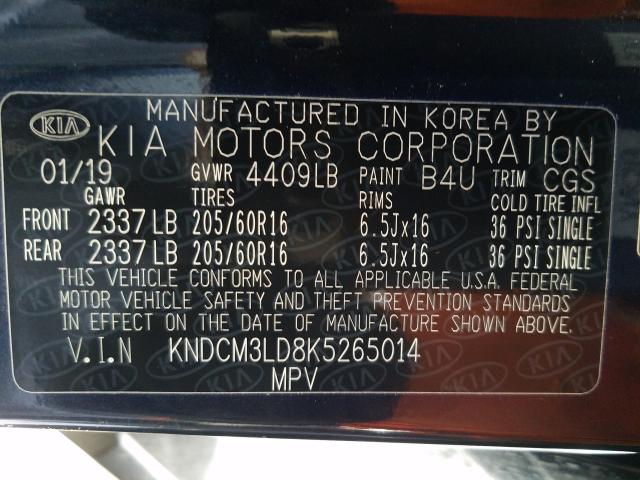 MANUFACTURED IN KOREA BY
KIA KIA MOTORS CORPORATION
01/19 GVWR 4409LB PAINT B4U TRIM CGS
GAWR TIRES RIMS COLD TIRE INFL
FRONT 2337LB 205/60R16 6.5Jx16 36 PSI SINGLE
REAR 2337LB 205/60R16 6.5Jx16 36 PSI SINGLE
THIS VEHICLE CONFORMS TO ALL APPLICABLE U.S.A. FEDERAL
MOTOR VEHICLE SAFETY AND THEFT PREVENTION STANDARDS
IN EFFECT ON THE DATE OF MANUFACTURE SHOWN ABOVE.
V.I.N KNDCM3LD8K5265014
MPV